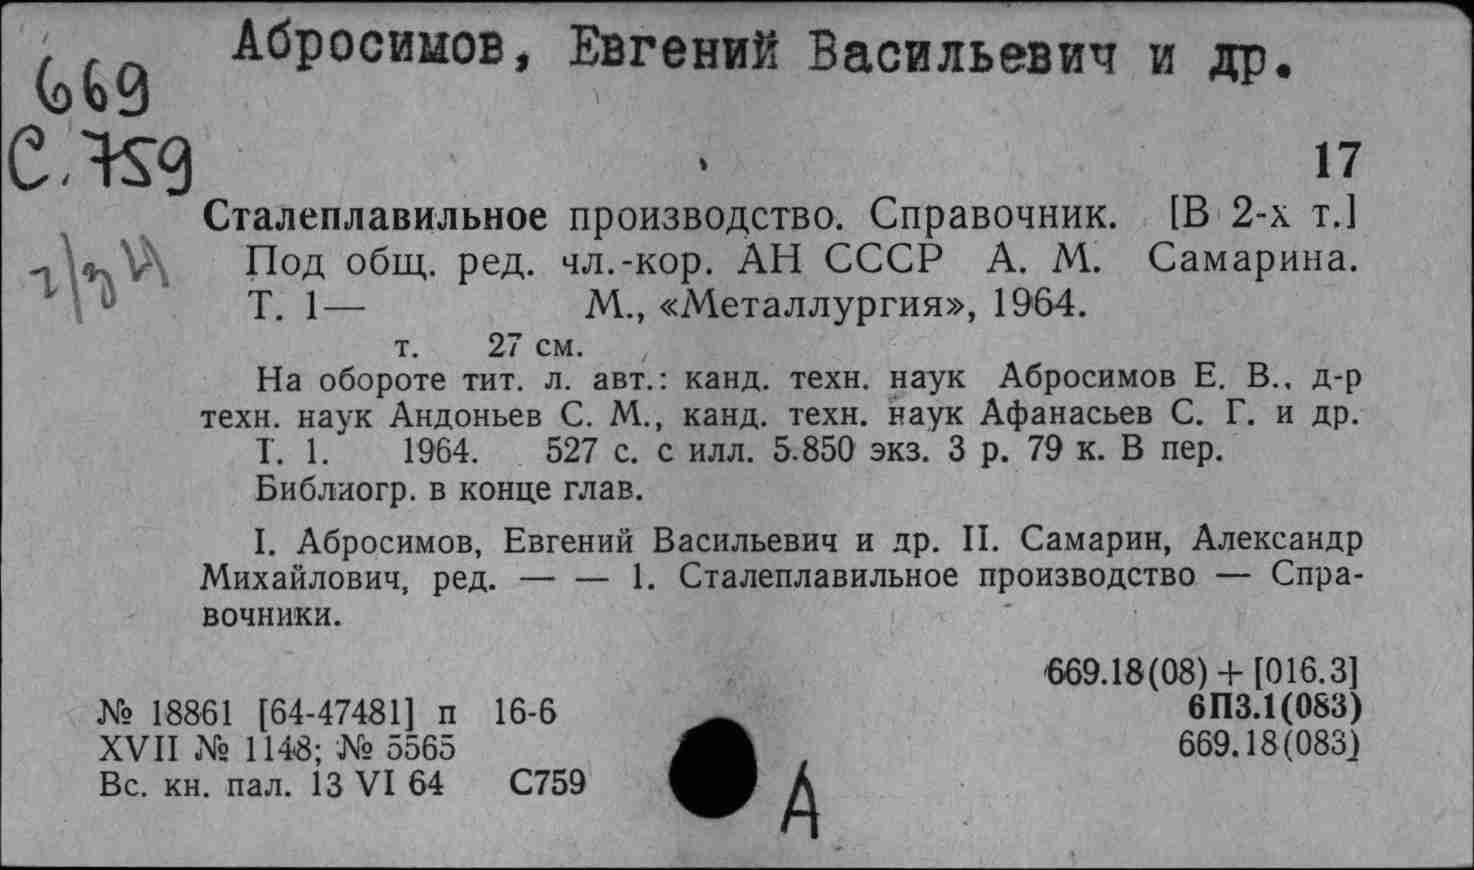 Абросимов, Евгений Васильевич и др.
669
С.759
17
Сталеплавильное производство. Справочник. [В 2-х т.]
Под общ. ред. чл.-кор. АН СССР А. М. Самарина.
Т. 1— М., «Металлургия», 1964.
т. 27 см.
На обороте тит. л. авт.: канд. техн. наук Абросимов Е. В., д-р
техн. наук Андоньев С. М., канд. техн. наук Афанасьев С. Г. и др.
Т. 1. 1964. 527 с. с илл. 5.850 экз. 3 р. 79 к. В пер.
Библиогр. в конце глав.
I. Абросимов, Евгений Васильевич и др. II. Самарин, Александр
Михайлович, ред. — — 1. Сталеплавильное производство — Спра-
вочники.
669.18(08) + [016.3]
№ 18861 [64-47481] п 16-6 6П3.1(083)
XVII № 1148; № 5565 669.18(083)
Вс. кн. пал. 13 VI 64 С759
А